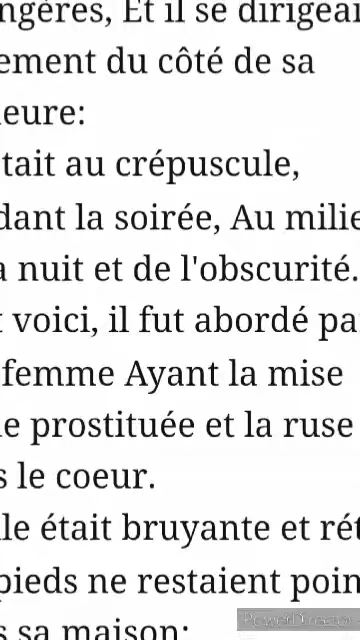 ngères, Et il se dirigeai
ement du côté de sa
eure:
tait au crépuscule,
dant la soirée, Au milie
a nuit et de l'obscurité.
t voici, il fut abordé pa
femme Ayant la mise
e prostituée et la ruse
s le coeur.
le était bruyante et rét
pieds ne restaient poin
s sa maison;
PowerDirector